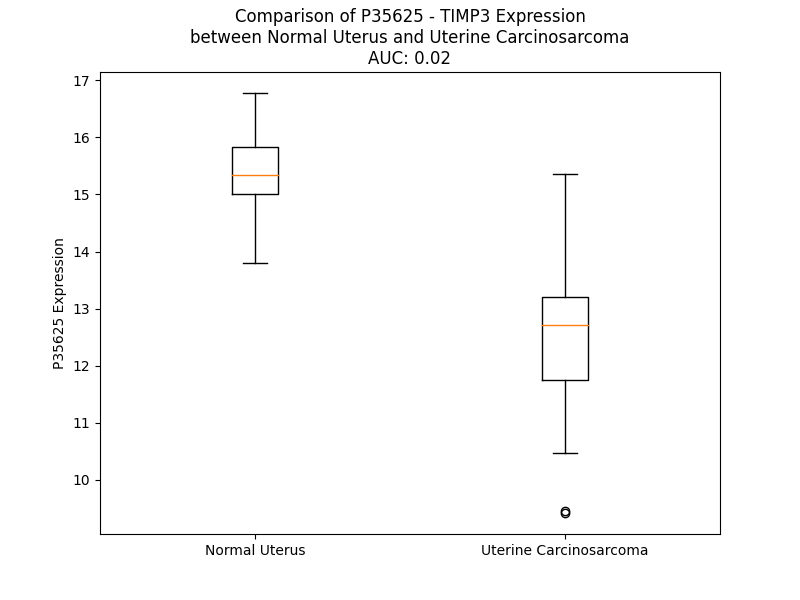 Comparison of P35625 - TIMP3 Expression
between Normal Uterus and Uterine Carcinosarcoma
AUC: 0.02
17
16
15
14
13
12
11
10
P35625 Expression
Normal Uterus
Uterine Carcinosarcoma